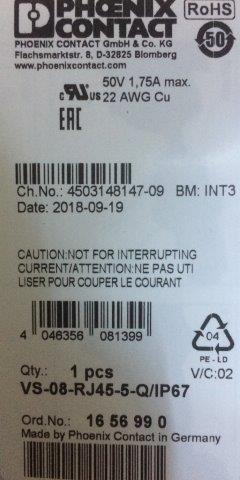 PHOENIX
CONTACT
RoHS
PHOENIX CONTACT GmbH & Co. KG
Flachsmarktstr. 8, D-32825 Blomberg
www.phoenixcontact.com
50
50V 1,75A max.
c US 22 AWG Cu
EAC
Ch.No.: 4503148147-09 BM: INT3
Date: 2018-09-19
CAUTION:NOT FOR INTERRUPTING
CURRENT/ATTENTION:NE PAS UTI
LISER POUR COUPER LE COURANT
4 046356 081399
04
PE-LD
Qty.: 1 pcs V/C:02
VS-08-RJ45-5-Q/IP67
Ord.No.: 16 56 99 0
Made by Phoenix Contact in Germany